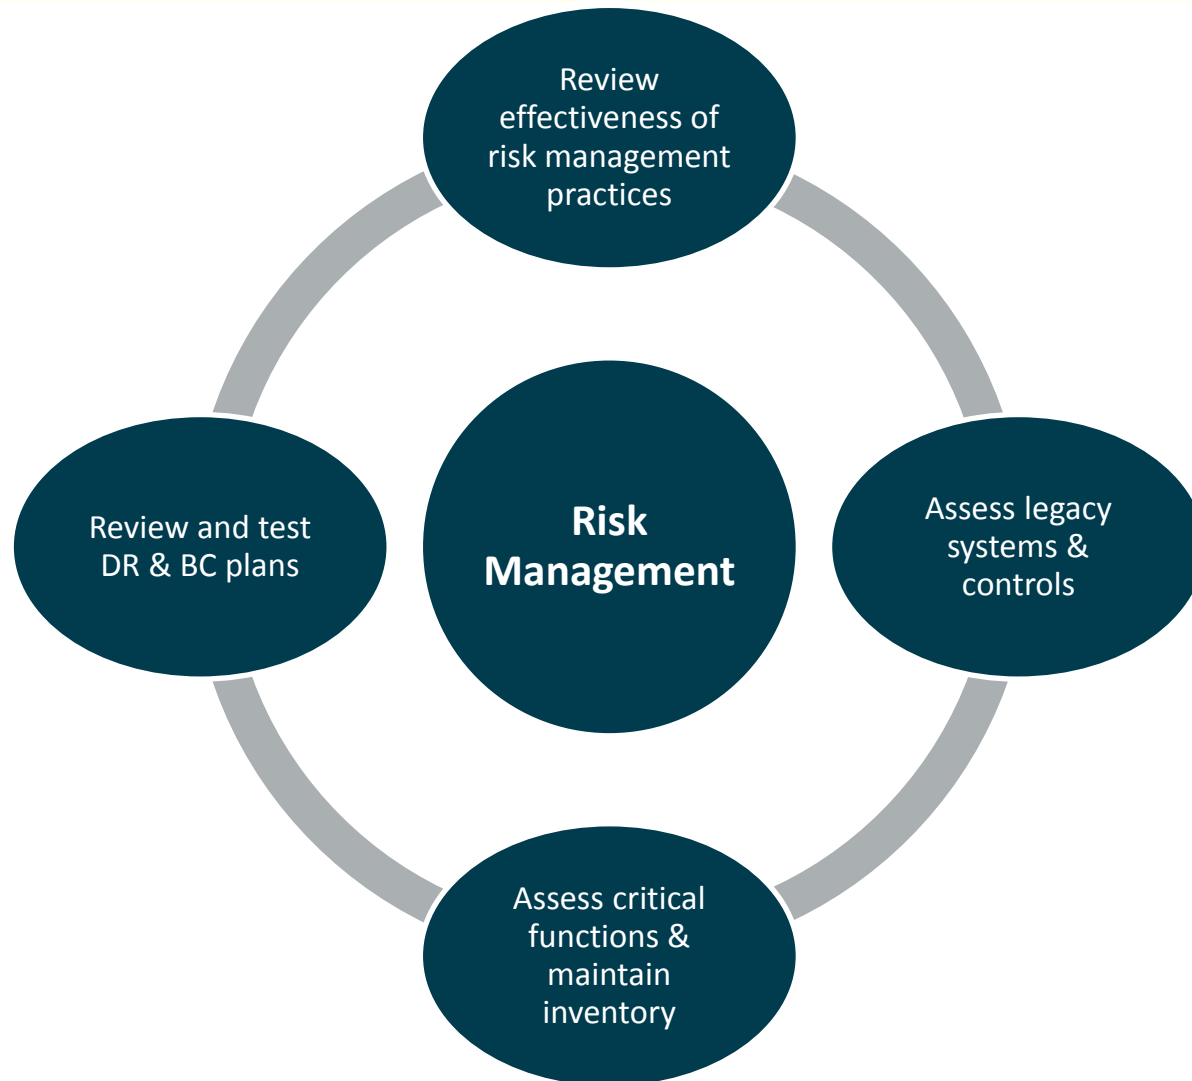 Review
effectiveness of
risk management
practices
Assess legacy
systems &
controls
Assess critical
functions &
maintain
inventory
Review and test
DR & BC plans
Risk
Management